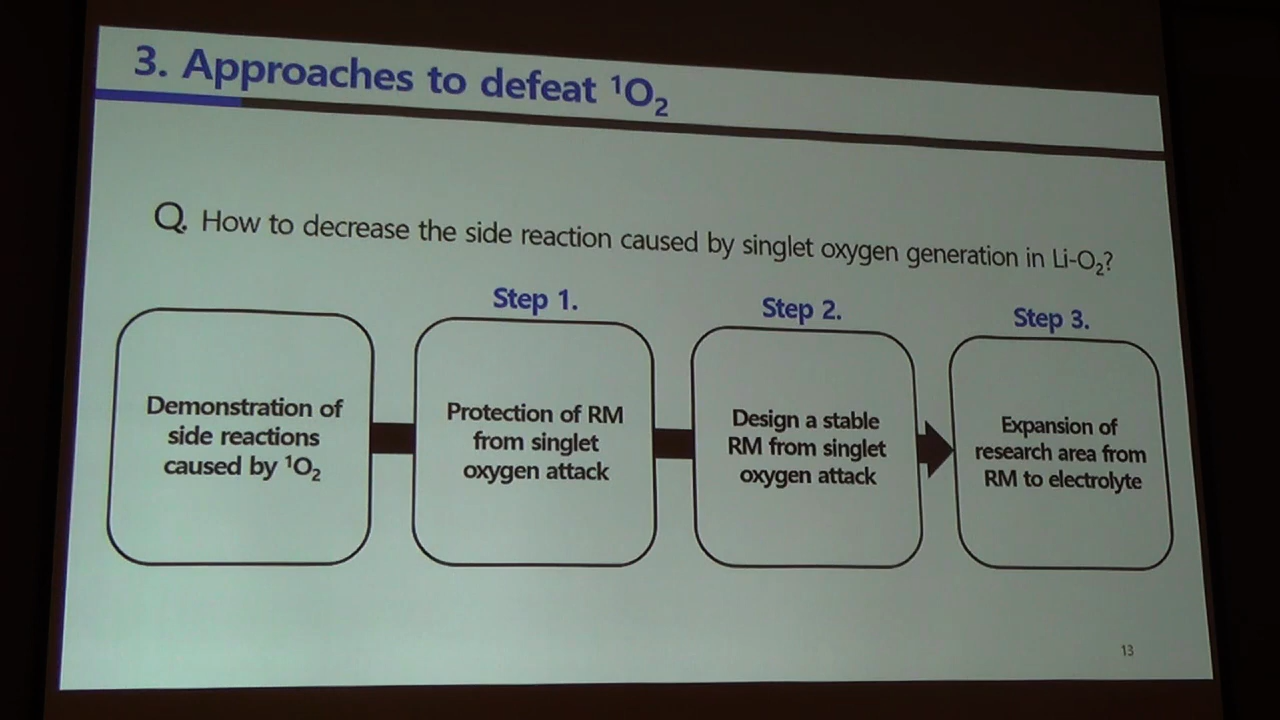 3. Approaches to defeat ¹O₂
Q. How to decrease the side reaction caused by singlet oxygen generation in Li-O₂?
Demonstration of
side reactions
caused by ¹O₂
Step 1.
Protection of RM
from singlet
oxygen attack
Step 2.
Design a stable
RM from singlet
oxygen attack
Step 3.
Expansion of
research area from
RM to electrolyte
13